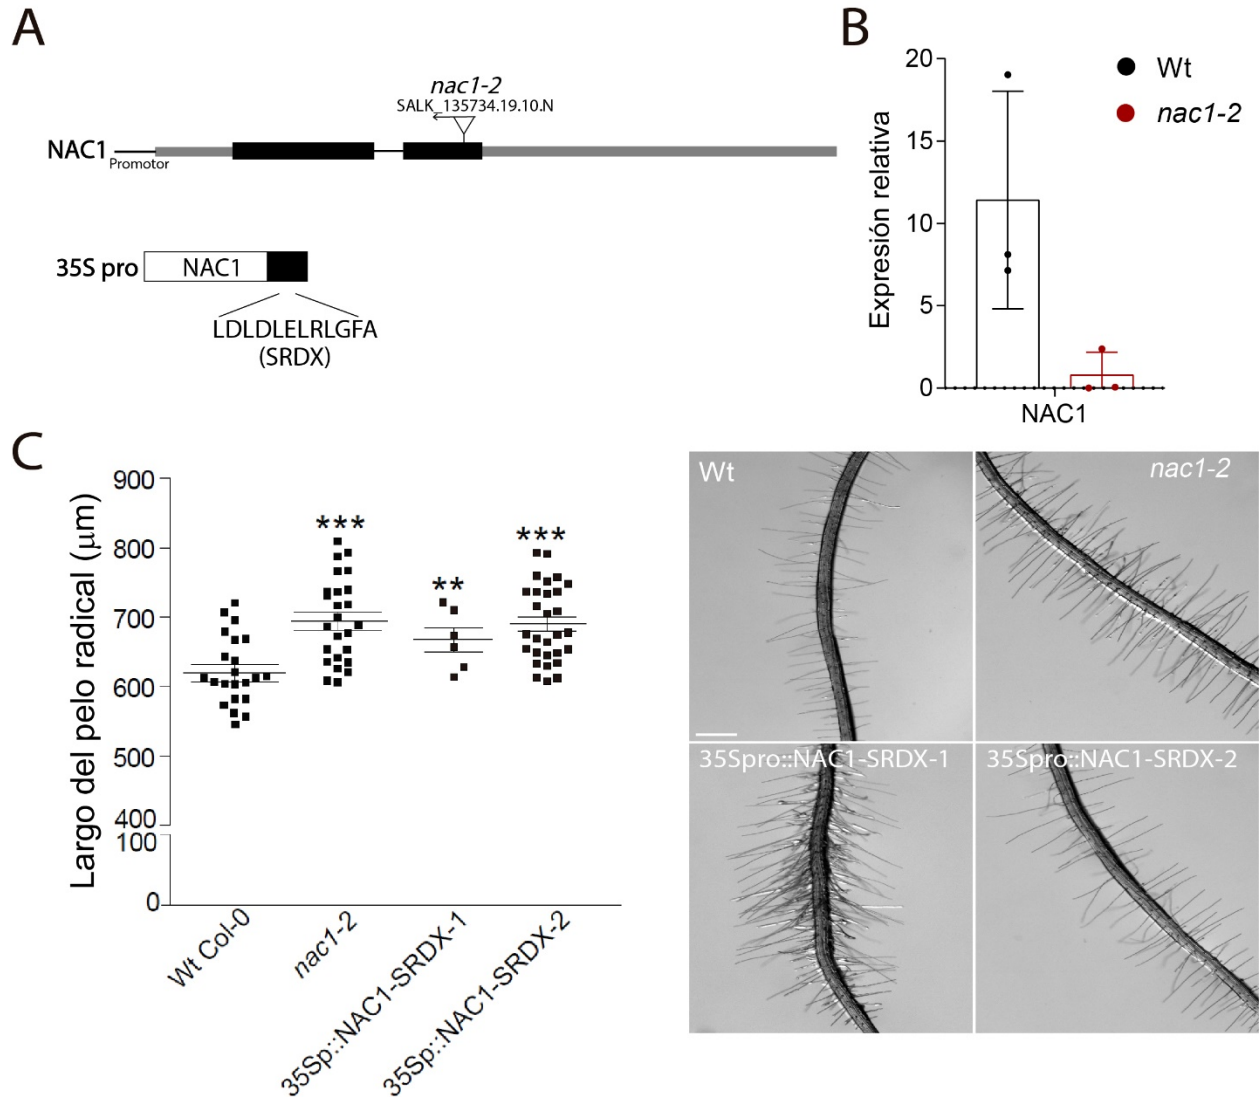 A
nac1-2
SALK_135734.19.10.N
NAC1
Promotor
35S pro
NAC1
LDLDLELRLGFA
(SRDX)
B
Expresión relativa
20
15
10
5
0
NAC1
Wt
nac1-2
C
Largo del pelo radical (μm)
900
800
700
600
500
400
100
0
***
**
***
Wt Col-0
nac1-2
35Sp::NAC1-SRDX-1
35Sp::NAC1-SRDX-2
Wt
nac1-2
35Spro::NAC1-SRDX-1
35Spro::NAC1-SRDX-2